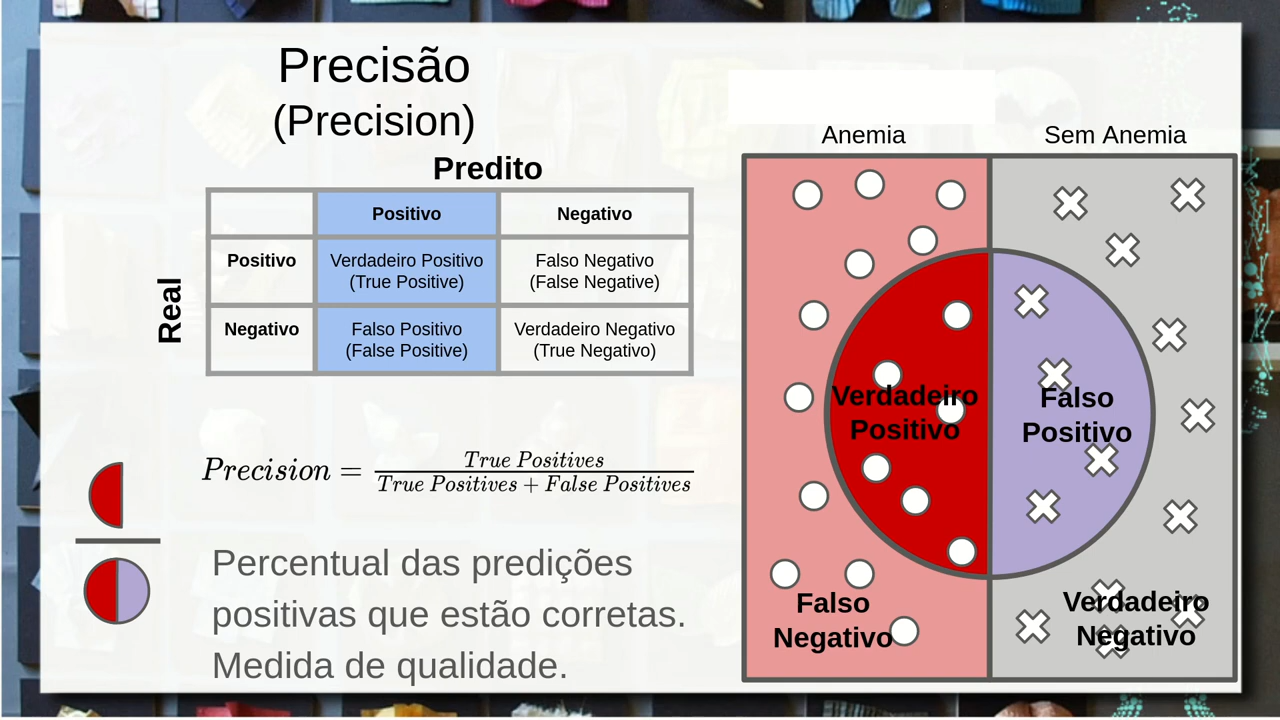 Precisão
(Precision)
Predito
Positivo Negativo
Real
Positivo
Verdadeiro Positivo
(True Positive)
Falso Negativo
(False Negative)
Negativo
Falso Positivo
(False Positive)
Verdadeiro Negativo
(True Negative)
Precision = True Positives / True Positives + False Positives
Percentual das predições
positivas que estão corretas.
Medida de qualidade.
Anemia
Sem Anemia
Verdadeiro
Positivo
Falso
Positivo
Falso
Negativo
Verdadeiro
Negativo